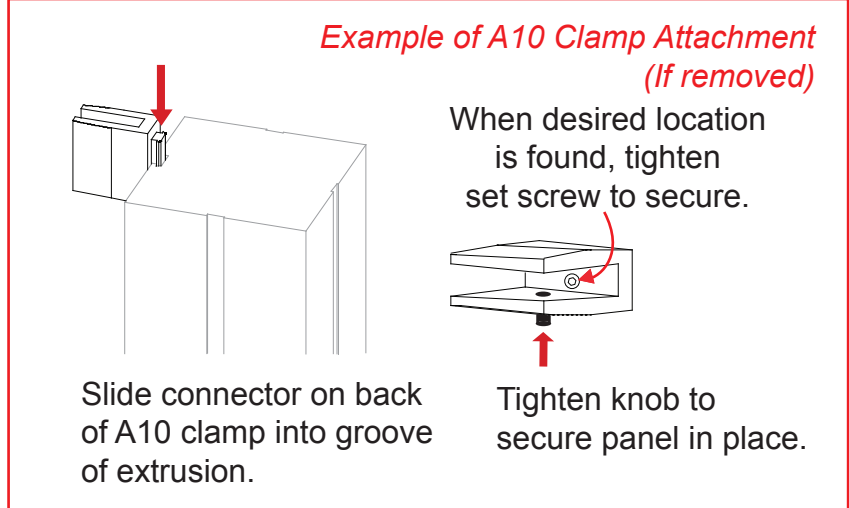 Example of A10 Clamp Attachment
(If removed)
When desired location
is found, tighten
set screw to secure.
Slide connector on back
of A10 clamp into groove
of extrusion.
Tighten knob to
secure panel in place.